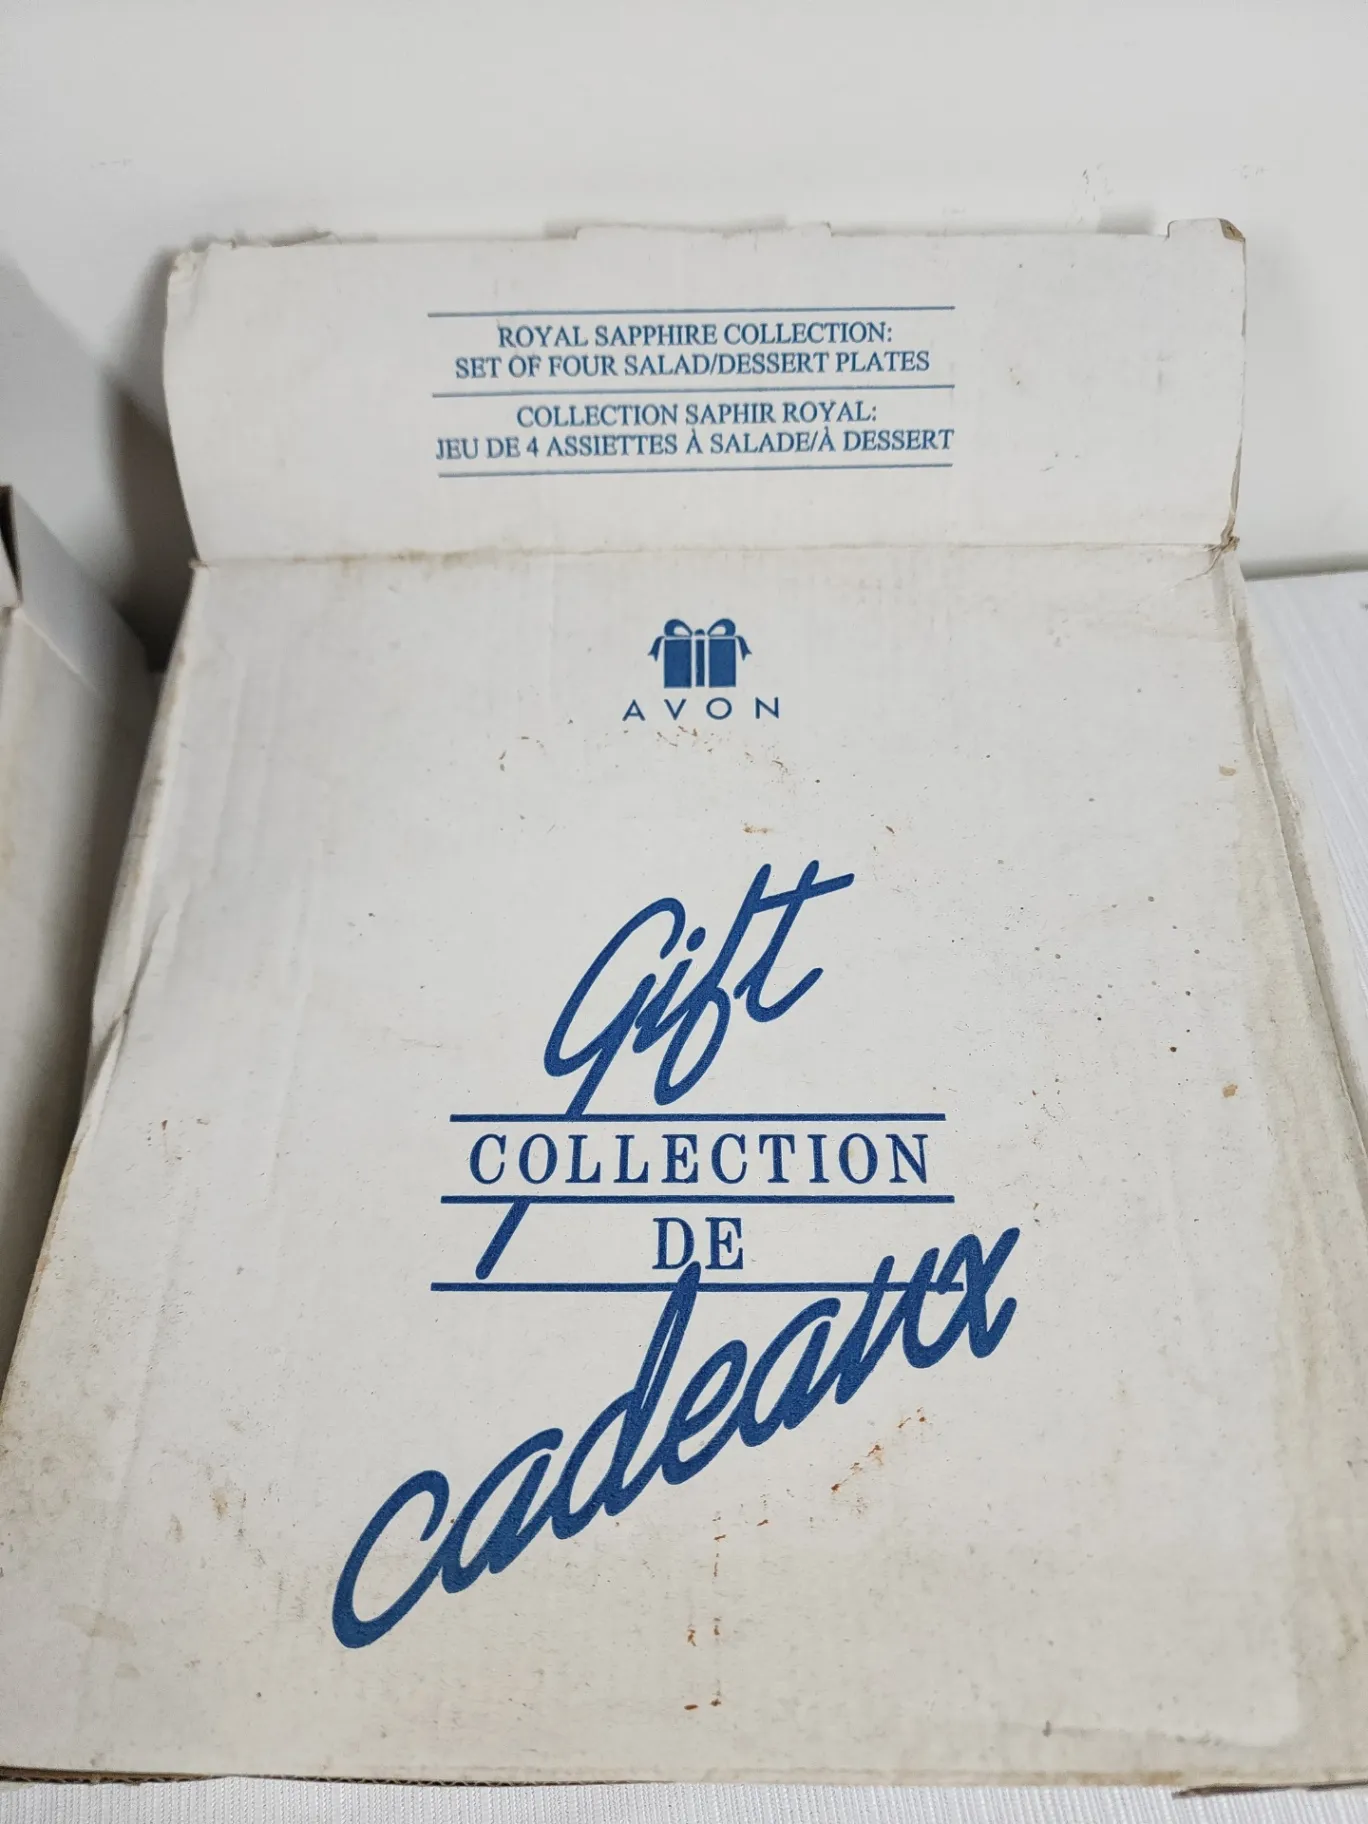 ROYAL SAPPHIRE COLLECTION:
SET OF FOUR SALAD/DESSERT PLATES
COLLECTION SAPHIR ROYAL:
JEU DE 4 ASSIETTES À SALADE/À DESSERT
AVON
Gift
COLLECTION
DE
Cadeaux